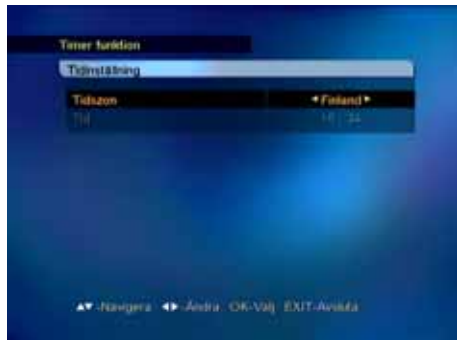 Timer funktion
Tidinställning
Tidszon ◀Finland▶
Tid
▲▼-Navigera ◀▶-Ändra OK-Välj EXIT-Avsluta